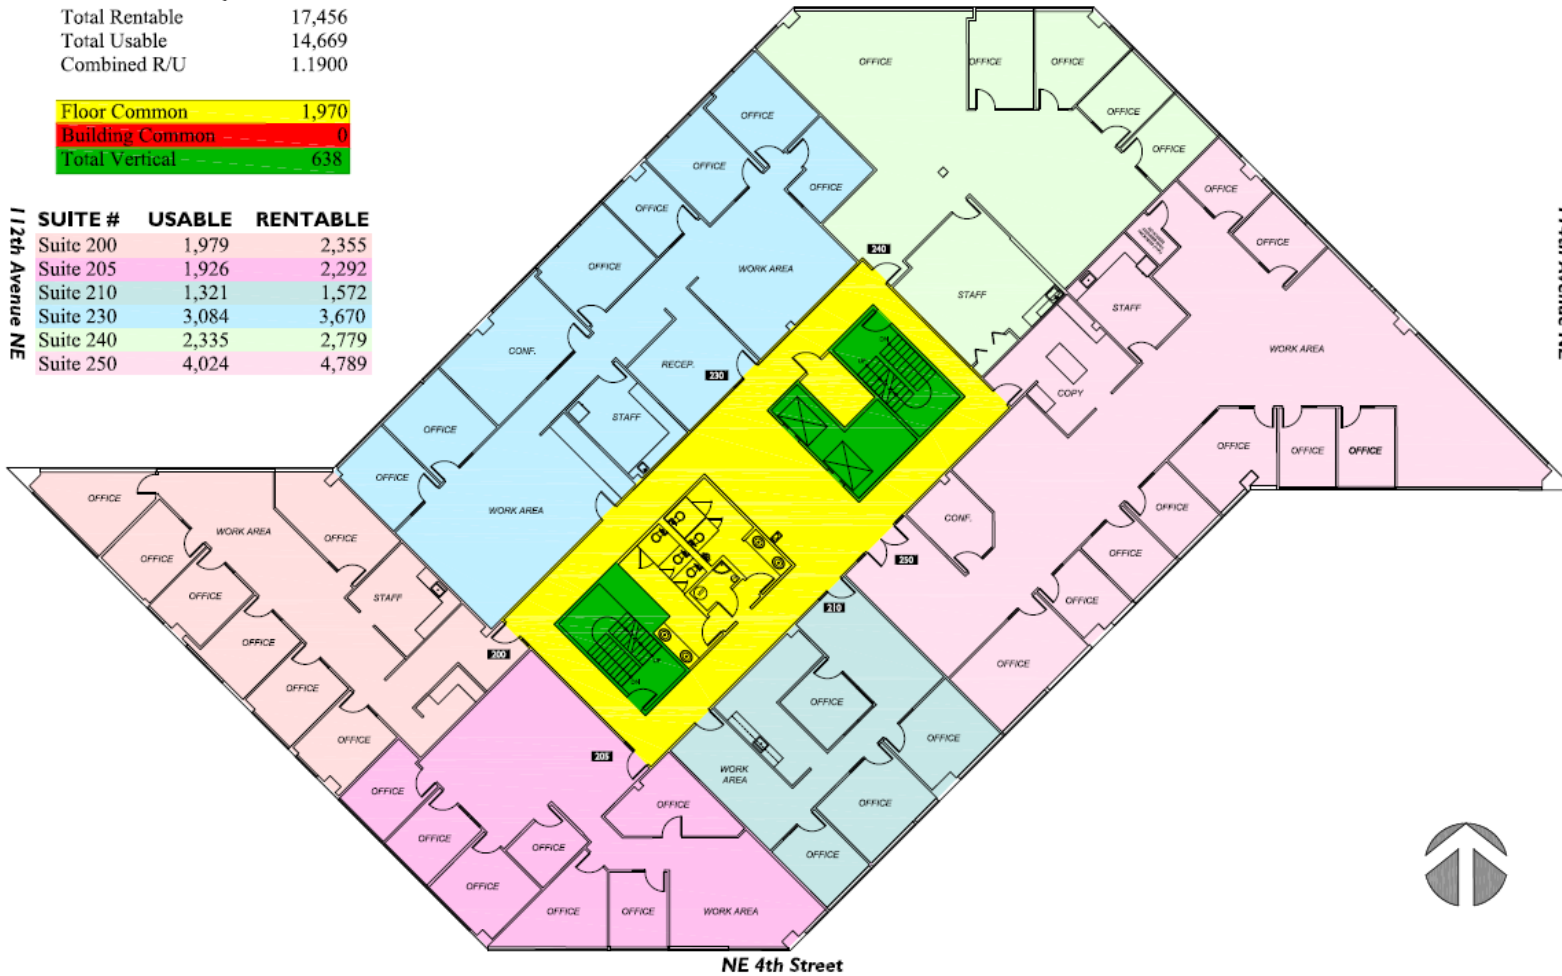 Total Rentable 17,456
Total Usable 14,669
Combined R/U 1.1900
Floor Common 1,970
Building Common 0
Total Vertical 638
112th Avenue NE
SUITE # USABLE RENTABLE
Suite 200 1,979 2,355
Suite 205 1,926 2,292
Suite 210 1,321 1,572
Suite 230 3,084 3,670
Suite 240 2,335 2,779
Suite 250 4,024 4,789
OFFICE
OFFICE
OFFICE
OFFICE
OFFICE
240
STAFF
OFFICE
OFFICE
OFFICE
OFFICE
OFFICE
WORK AREA
CONF.
RECEP.
230
STAFF
OFFICE
OFFICE
WORK AREA
OFFICE
OFFICE
STAFF
WORK AREA
COPY
OFFICE
OFFICE
OFFICE
CONF.
250
OFFICE
OFFICE
OFFICE
OFFICE
OFFICE
WORK AREA
OFFICE
OFFICE
OFFICE
STAFF
OFFICE
OFFICE
OFFICE
OFFICE
200
210
OFFICE
OFFICE
WORK
AREA
OFFICE
OFFICE
205
OFFICE
OFFICE
OFFICE
OFFICE
OFFICE
OFFICE
OFFICE
WORK AREA
NE 4th Street